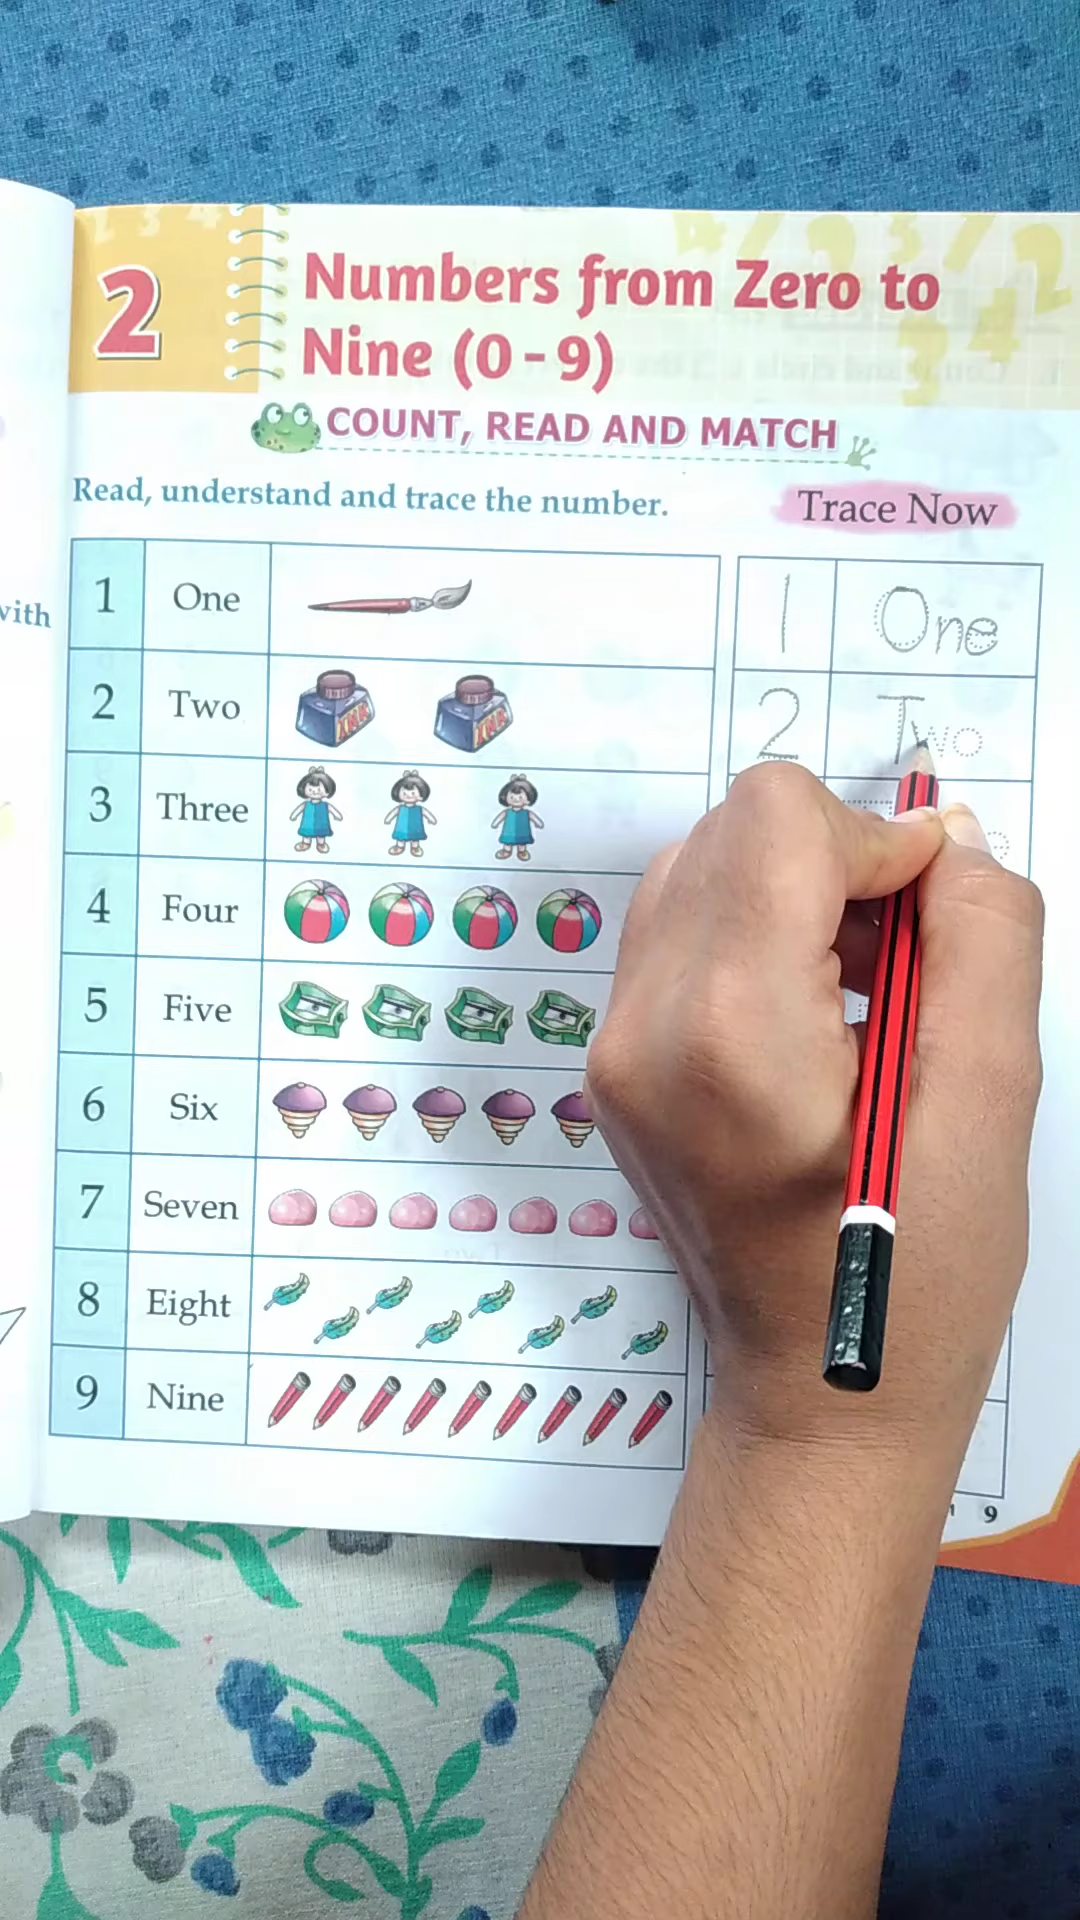 2
Numbers from Zero to
Nine (0 - 9)
COUNT, READ AND MATCH
Read, understand and trace the number.
Trace Now
with
1 One 1 One
2 Two INK INK 2 Two
3 Three
4 Four
5 Five
6 Six
7 Seven
8 Eight
9 Nine
9